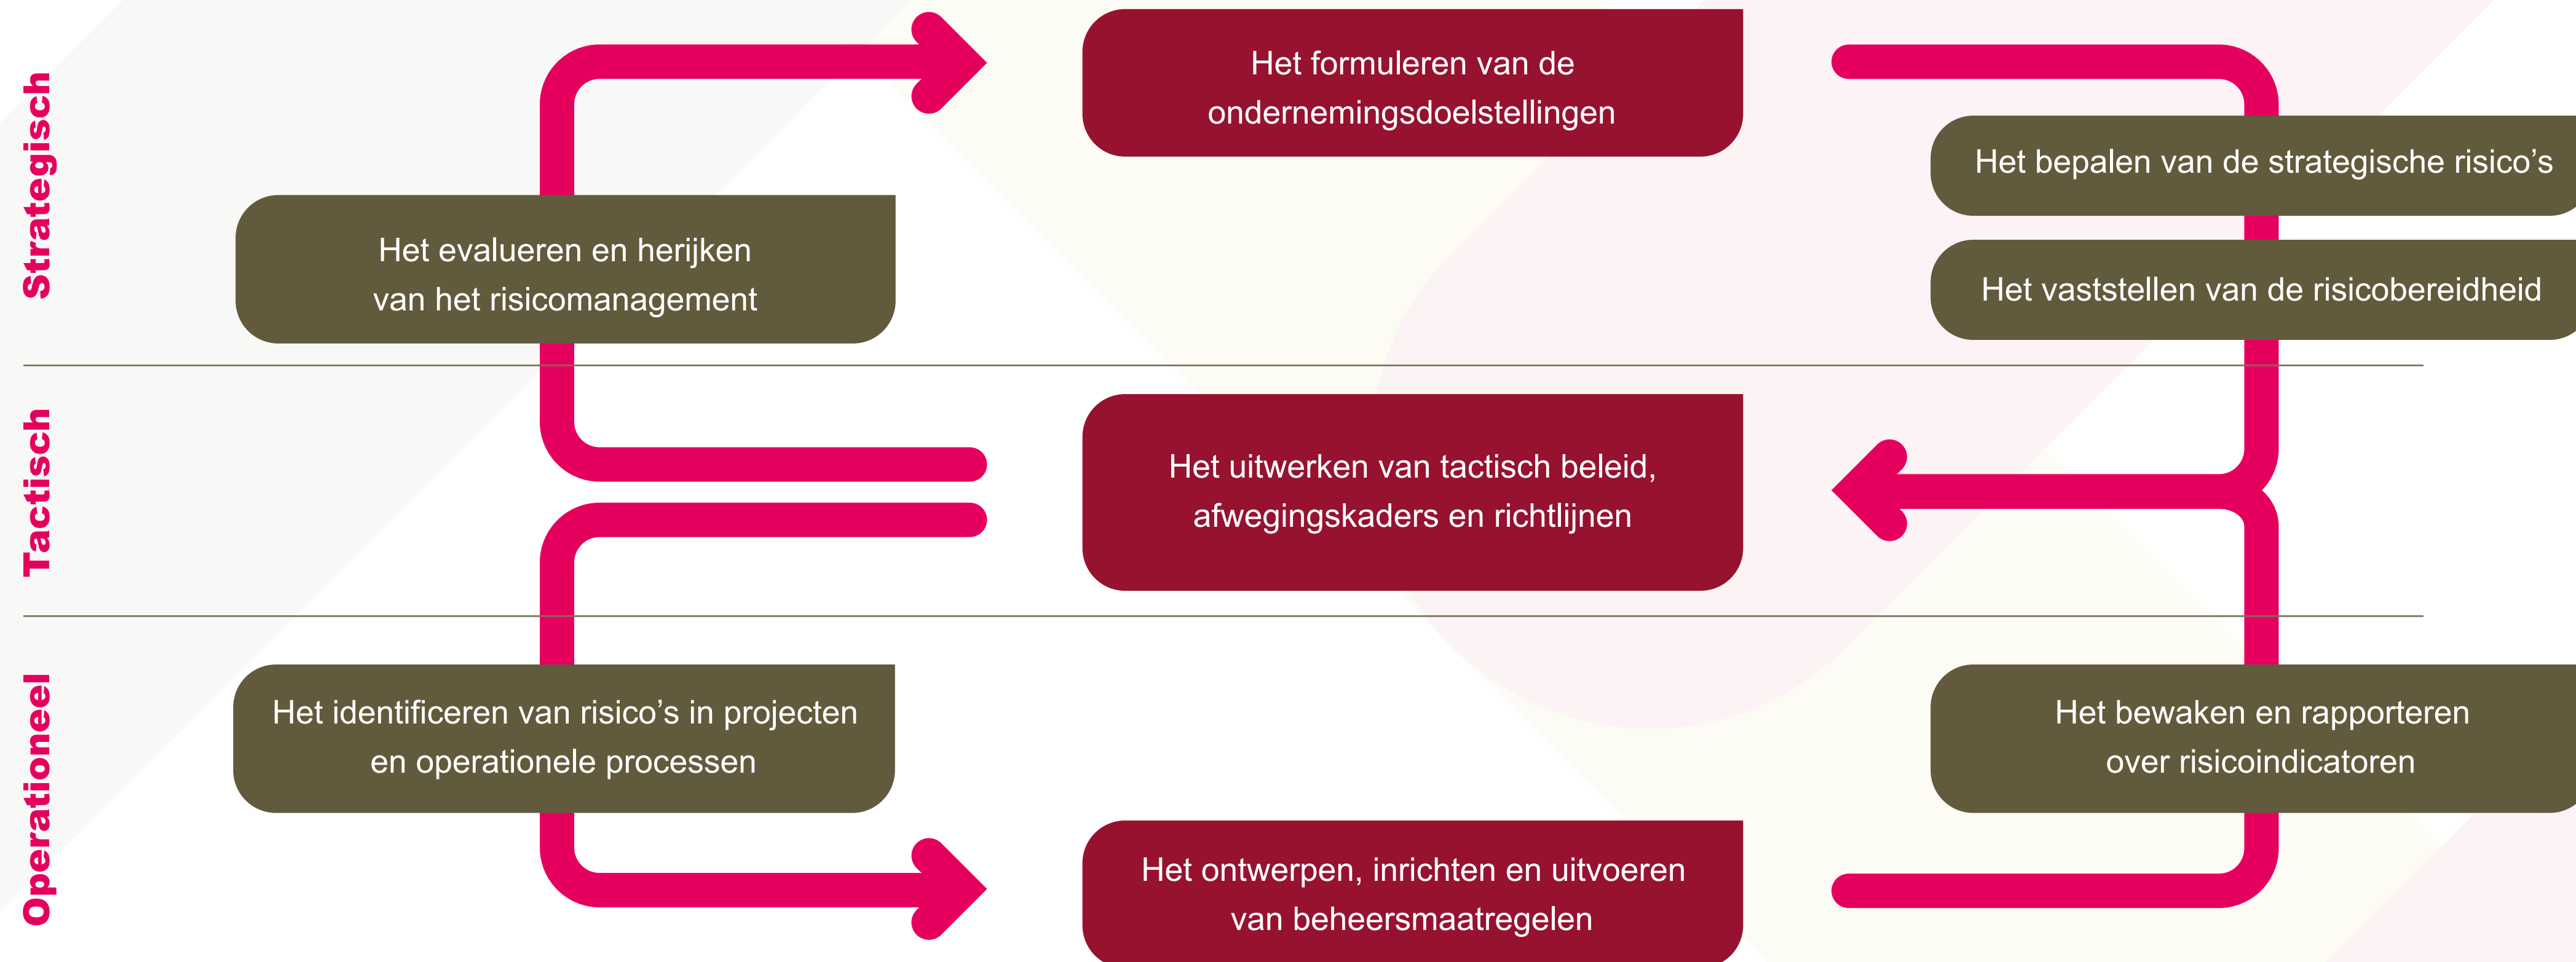 Strategisch
Het formuleren van de
ondernemingsdoelstellingen
Het bepalen van de strategische risico’s
Het evalueren en herijken
van het risicomanagement
Het vaststellen van de risicobereidheid
Tactisch
Het uitwerken van tactisch beleid,
afwegingskaders en richtlijnen
Operationeel
Het identificeren van risico’s in projecten
en operationele processen
Het bewaken en rapporteren
over risicoindicatoren
Het ontwerpen, inrichten en uitvoeren
van beheersmaatregelen